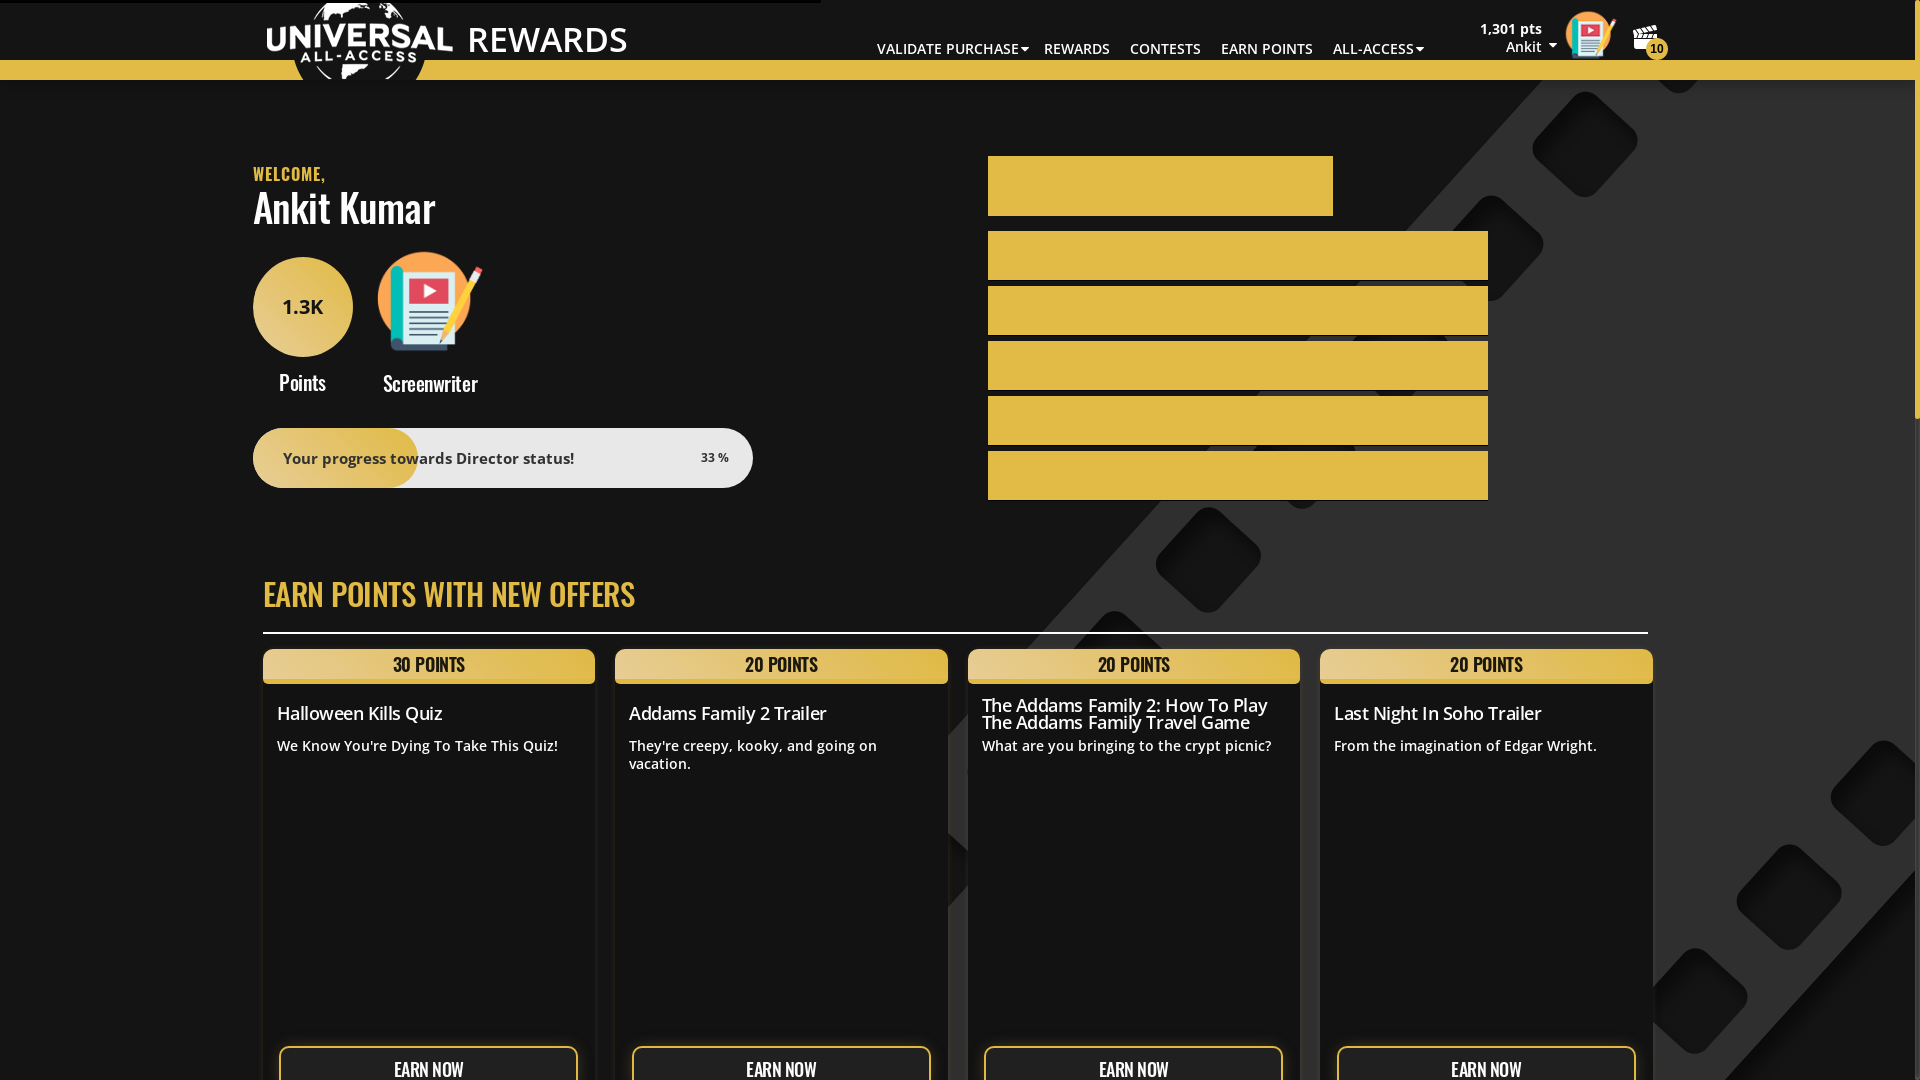 UNIVERSAL
ALL-ACCESS
REWARDS
VALIDATE PURCHASE
REWARDS
CONTESTS
EARN POINTS
ALL-ACCESS
1,301 pts
Ankit
10
WELCOME,
Ankit Kumar
1.3K
Points
Screenwriter
Your progress towards Director status!
33 %
EARN POINTS WITH NEW OFFERS
30 POINTS
Halloween Kills Quiz
We Know You're Dying To Take This Quiz!
EARN NOW
20 POINTS
Addams Family 2 Trailer
They're creepy, kooky, and going on
vacation.
EARN NOW
20 POINTS
The Addams Family 2: How To Play
The Addams Family Travel Game
What are you bringing to the crypt picnic?
EARN NOW
20 POINTS
Last Night In Soho Trailer
From the imagination of Edgar Wright.
EARN NOW